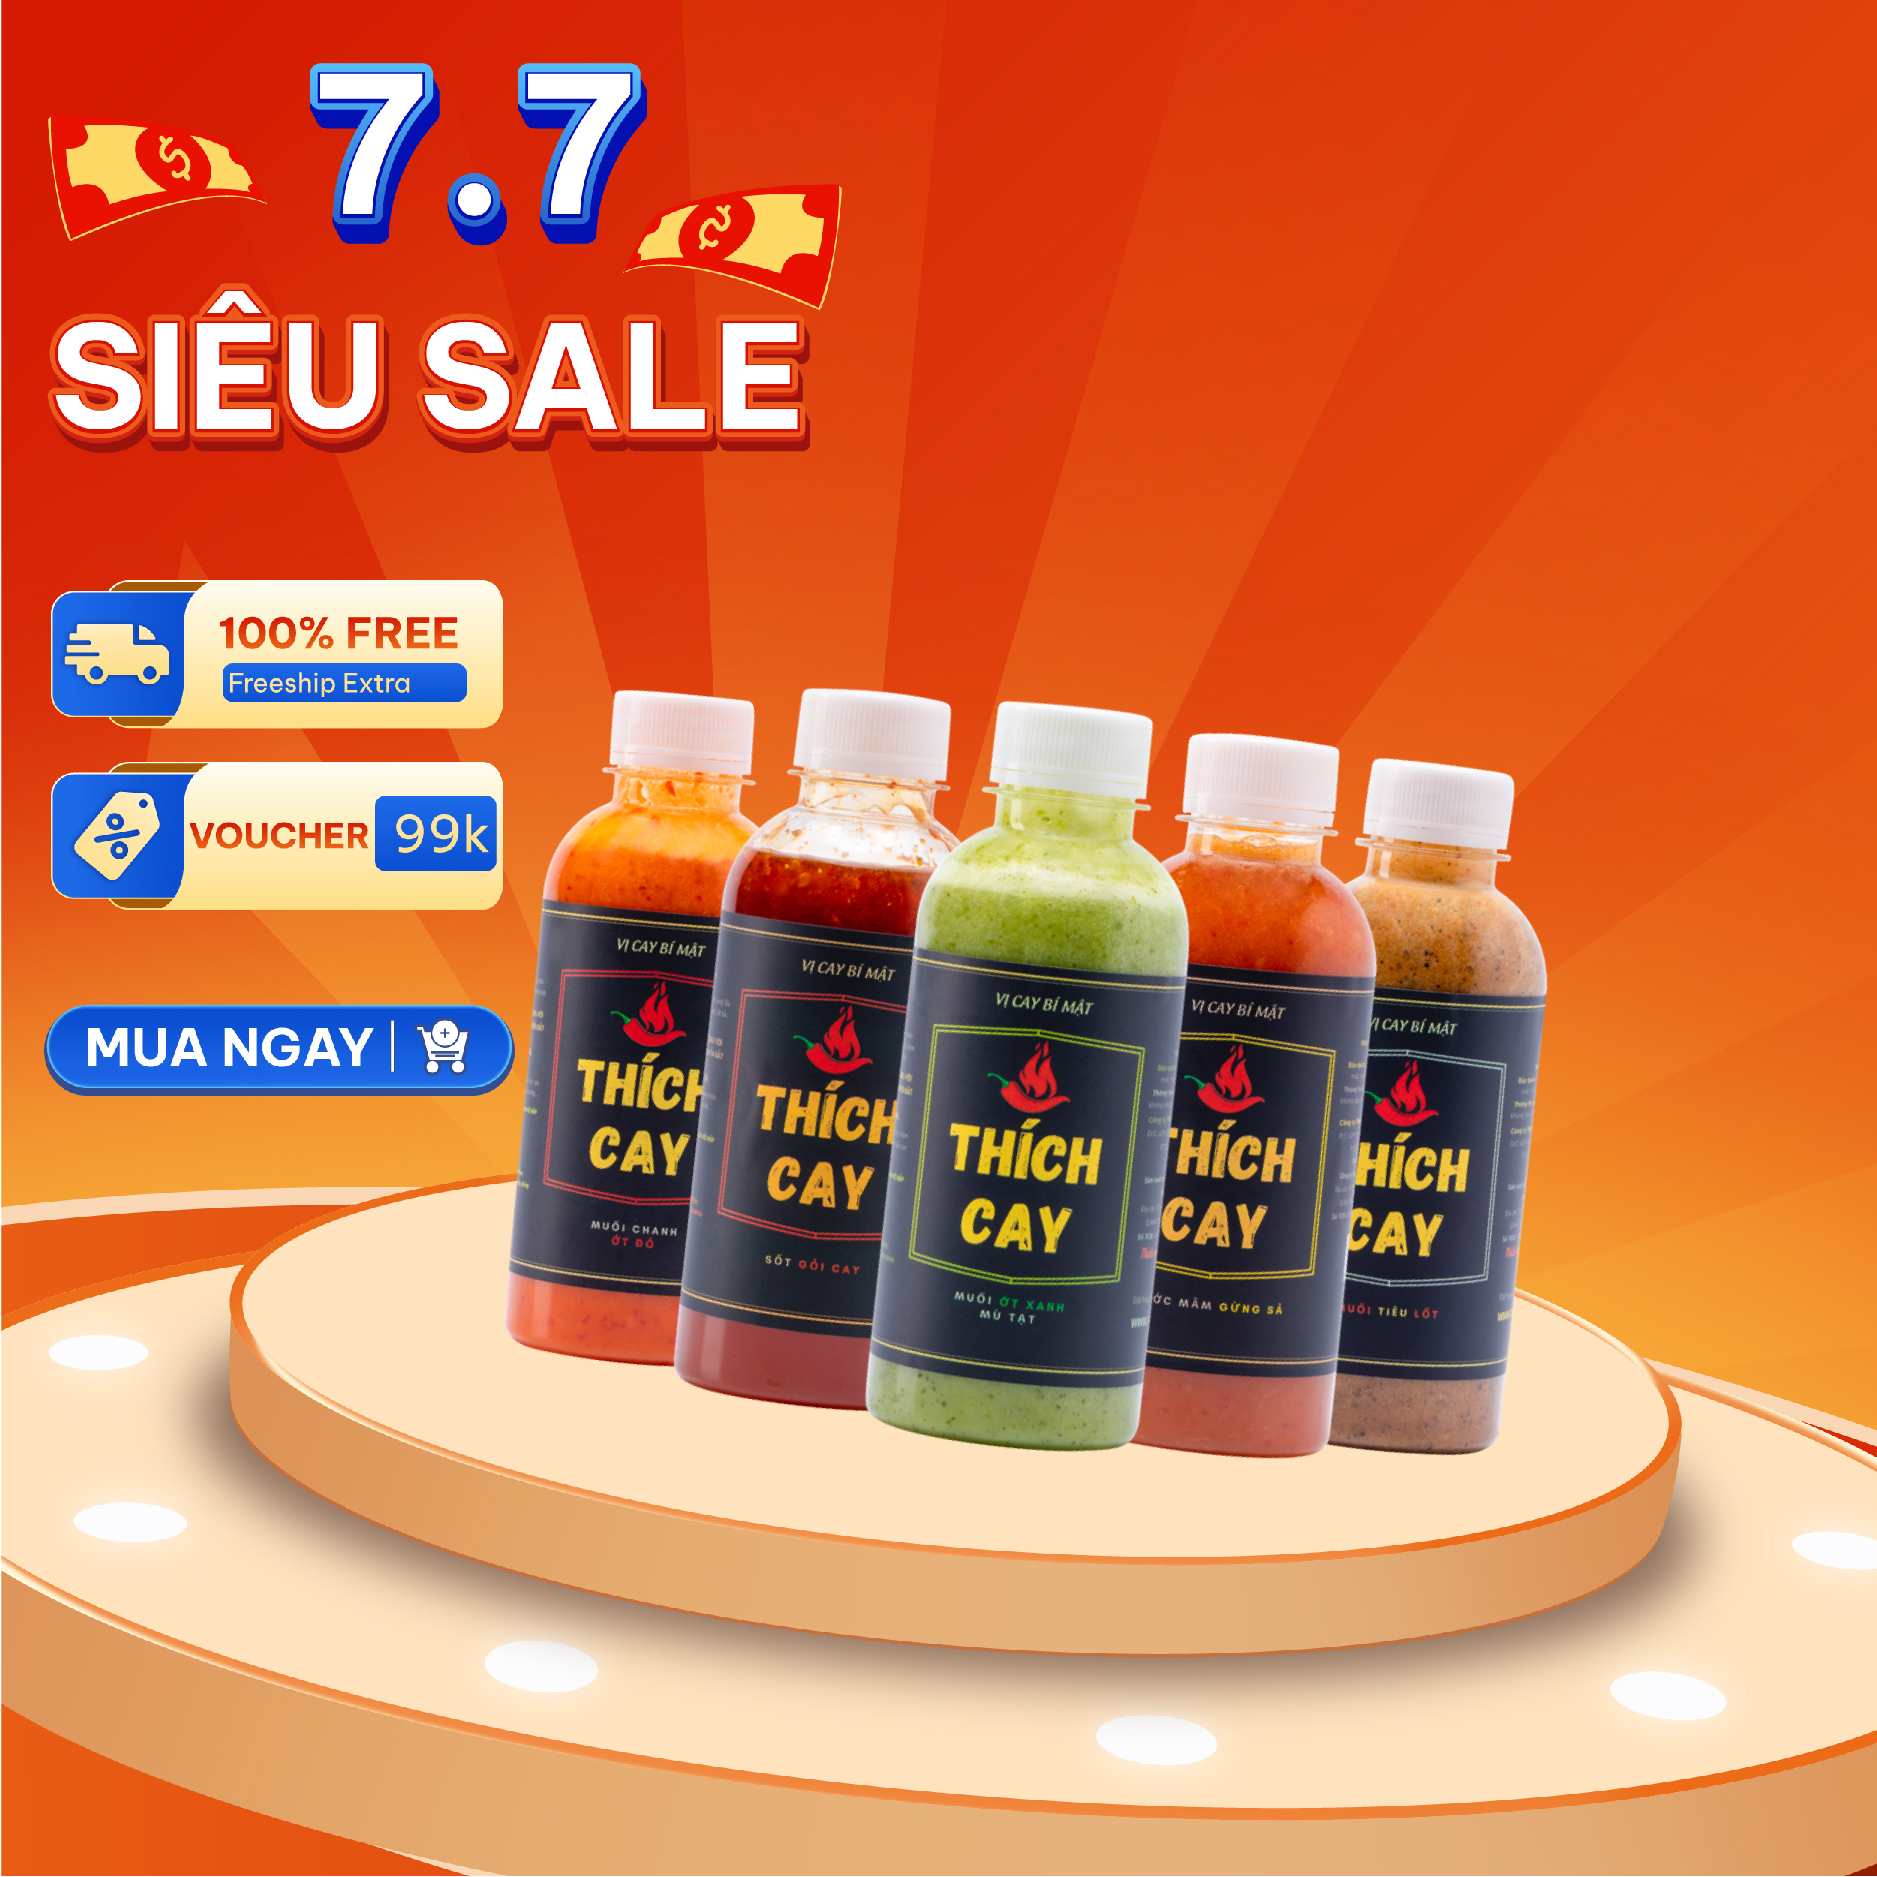 7.7
SIÊU SALE
100% FREE
Freeship Extra
VOUCHER 99k
MUA NGAY
VỊ CAY BÍ MẬT
THÍCH
CAY
MUỐI CHANH
ỚT ĐỎ
VỊ CAY BÍ MẬT
THÍCH
CAY
SỐT GỎI CAY
VỊ CAY BÍ MẬT
THÍCH
CAY
MUỐI ỚT XANH
MÙ TẠT
VỊ CAY BÍ MẬT
THÍCH
CAY
MẮM GỪNG SẢ
VỊ CAY BÍ MẬT
HÍCH
CAY
TIÊU LỐT